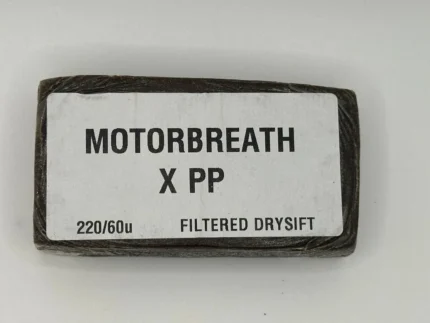 MOTORBREATH
X PP
220/60u FILTERED DRYSIFT